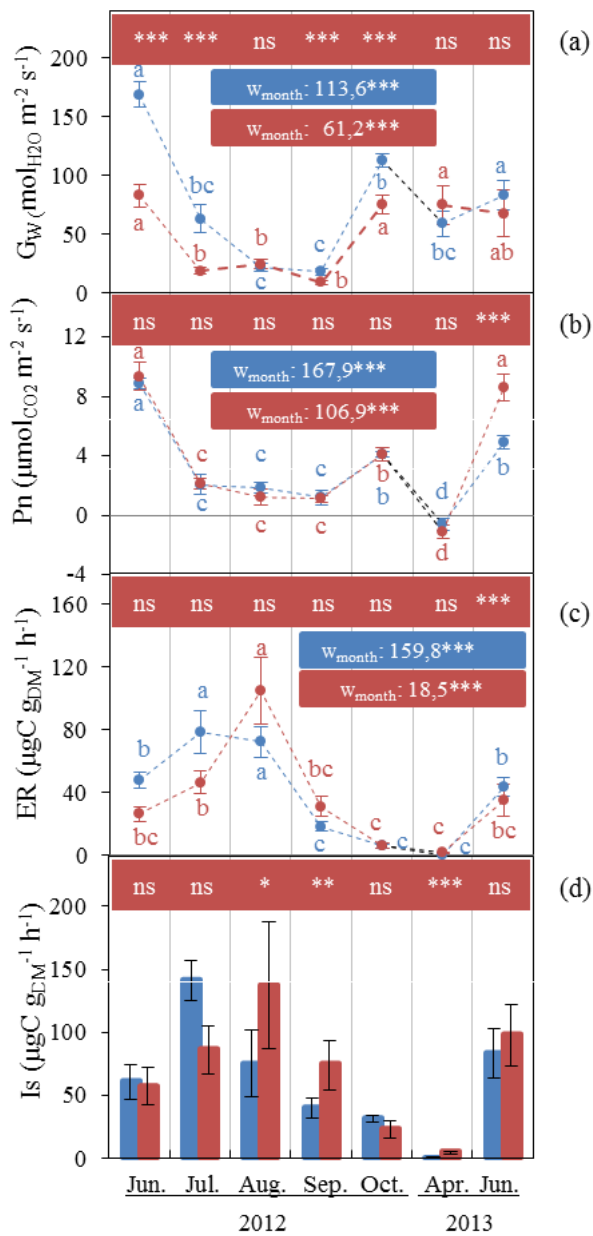 *** *** ns *** *** ns ns (a)
200
150
100
50
0
Gw (molH2O m-2 s-1)
wmonth: 113,6***
wmonth: 61,2***
a bc c c b bc a
a b b b a a ab
ns ns ns ns ns ns *** (b)
12
8
4
0
-4
Pn (µmolCO2 m-2 s-1)
wmonth: 167,9***
wmonth: 106,9***
a c c c b d a
a c c c b d b
ns ns ns ns ns ns *** (c)
160
120
80
40
0
ER (µgC gDM-1 h-1)
wmonth: 159,8***
wmonth: 18,5***
b a a bc c c b
bc b a c c c bc
ns ns * ** ns *** ns (d)
200
150
100
50
0
Is (µgC gDM-1 h-1)
Jun. Jul. Aug. Sep. Oct. Apr. Jun.
2012 2013